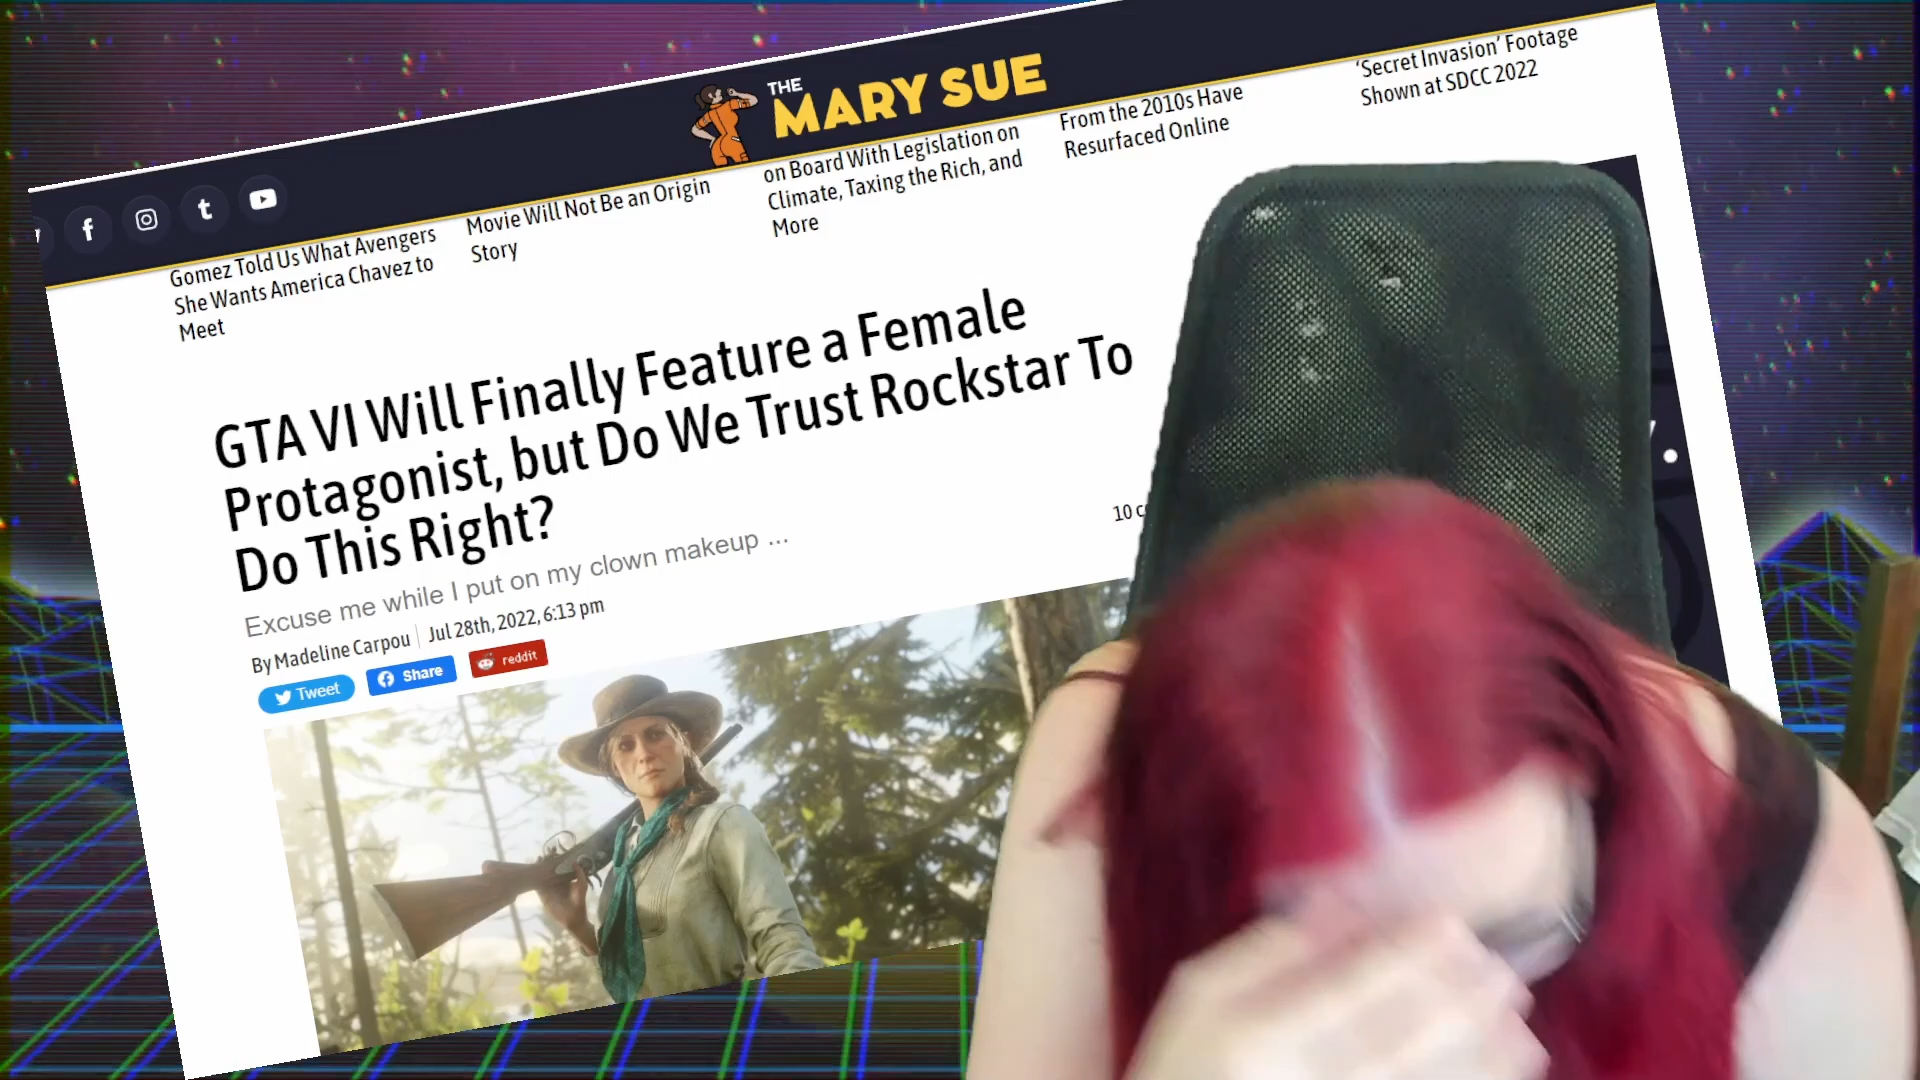 THE
MARY SUE
Gomez Told Us What Avengers
She Wants America Chavez to
Meet
Movie Will Not Be an Origin
Story
on Board With Legislation on
Climate, Taxing the Rich, and
More
From the 2010s Have
Resurfaced Online
‘Secret Invasion’ Footage
Shown at SDCC 2022
GTA VI Will Finally Feature a Female
Protagonist, but Do We Trust Rockstar To
Do This Right?
Excuse me while I put on my clown makeup ...
By Madeline Carpou | Jul 28th, 2022, 6:13 pm
10
Tweet Share reddit